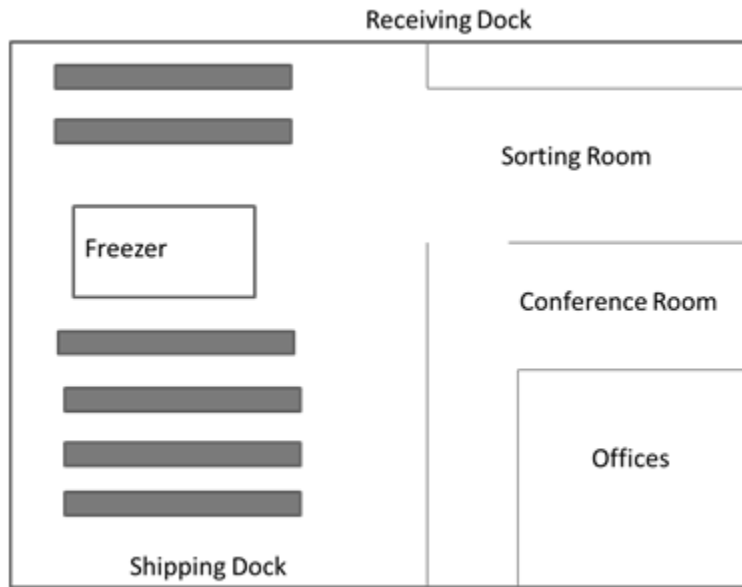 Receiving Dock
Sorting Room
Freezer
Conference Room
Offices
Shipping Dock